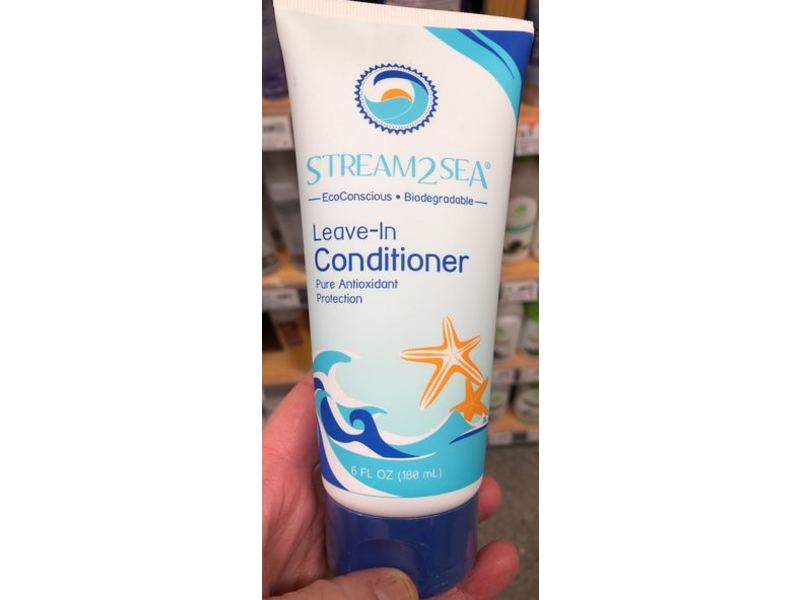 STREAM2SEA®
EcoConscious • Biodegradable
Leave-In
Conditioner
Pure Antioxidant
Protection
6 FL OZ (180 mL)